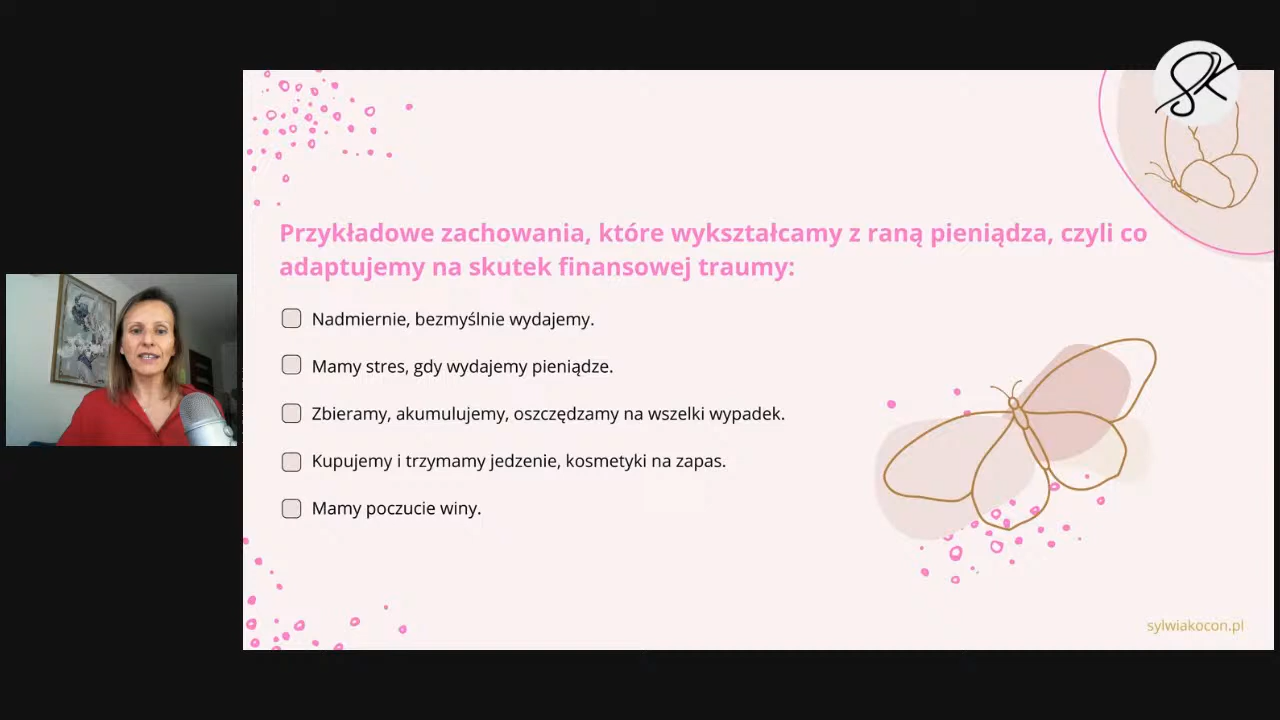 SK
Przykładowe zachowania, które wykształcamy z raną pieniądza, czyli co
adaptujemy na skutek finansowej traumy:
Nadmiernie, bezmyślnie wydajemy.
Mamy stres, gdy wydajemy pieniądze.
Zbieramy, akumulujemy, oszczędzamy na wszelki wypadek.
Kupujemy i trzymamy jedzenie, kosmetyki na zapas.
Mamy poczucie winy.
sylwiakocon.pl